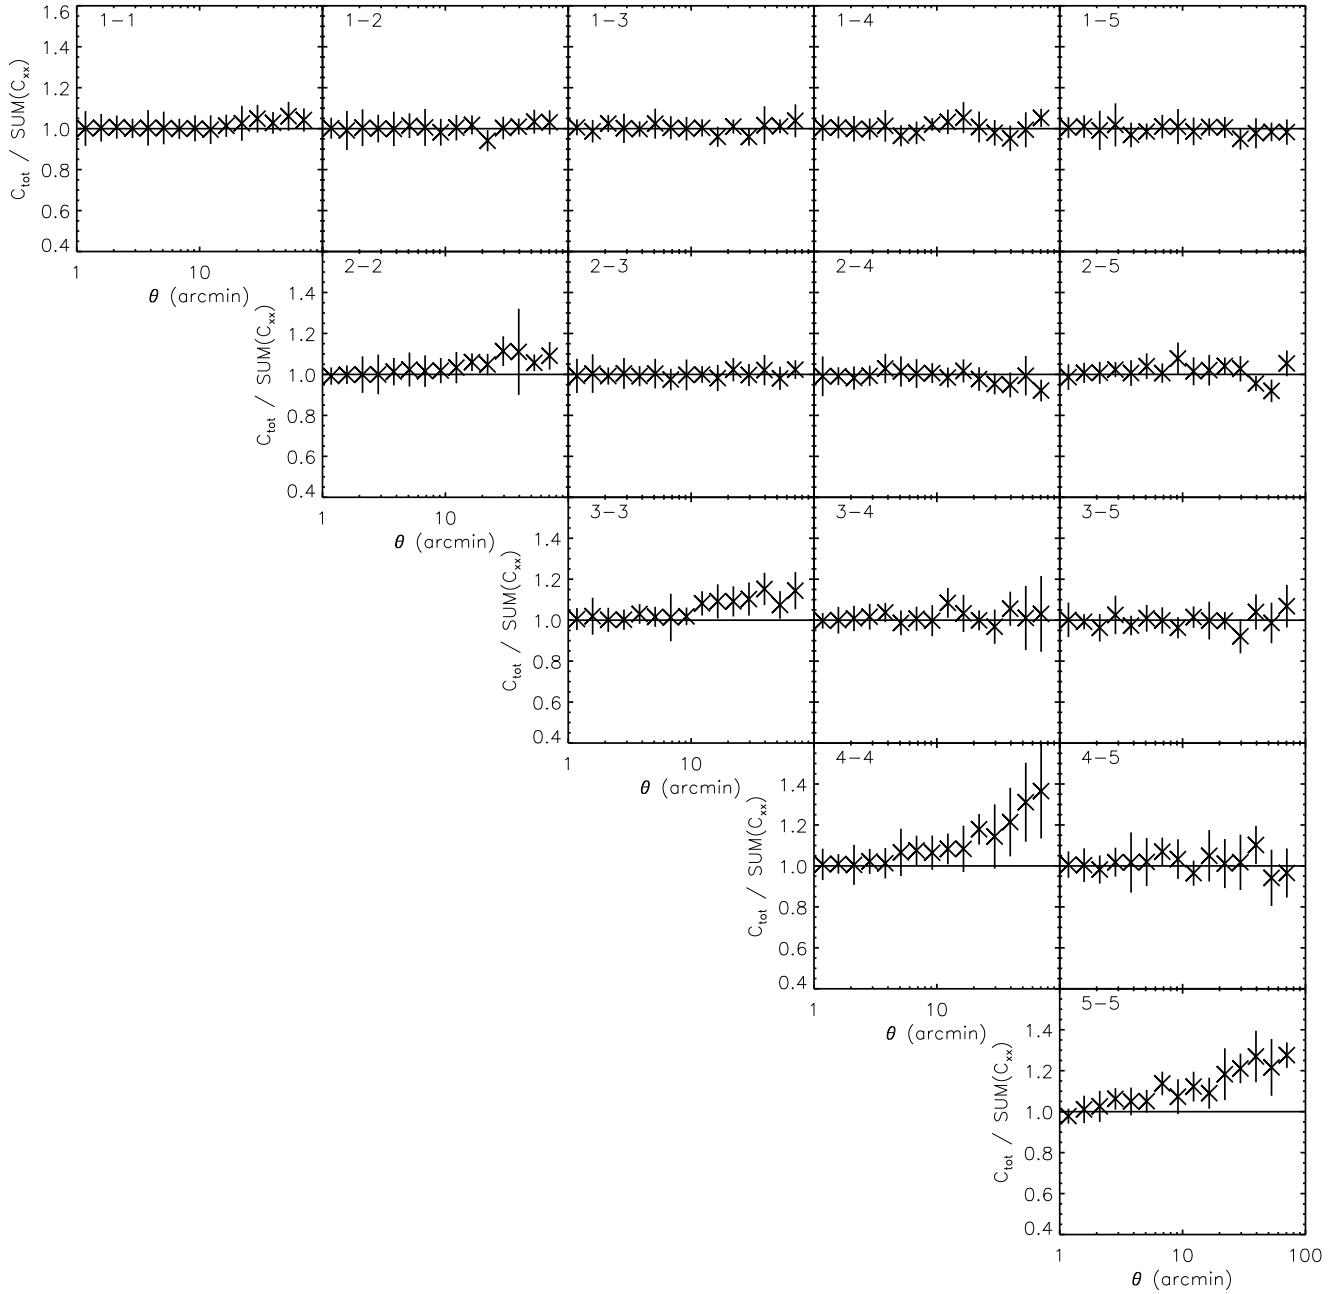 1−1 1−2 1−3 1−4 1−5
1.6
1.4
1.2
1.0
0.8
0.6
0.4
C_tot / SUM(C_xx)
1 10
θ (arcmin)
2−2 2−3 2−4 2−5
1.4
1.2
1.0
0.8
0.6
0.4
C_tot / SUM(C_xx)
1 10
θ (arcmin)
3−3 3−4 3−5
1.4
1.2
1.0
0.8
0.6
0.4
C_tot / SUM(C_xx)
1 10
θ (arcmin)
4−4 4−5
1.4
1.2
1.0
0.8
0.6
0.4
C_tot / SUM(C_xx)
1 10
θ (arcmin)
5−5
1.4
1.2
1.0
0.8
0.6
0.4
C_tot / SUM(C_xx)
1 10 100
θ (arcmin)